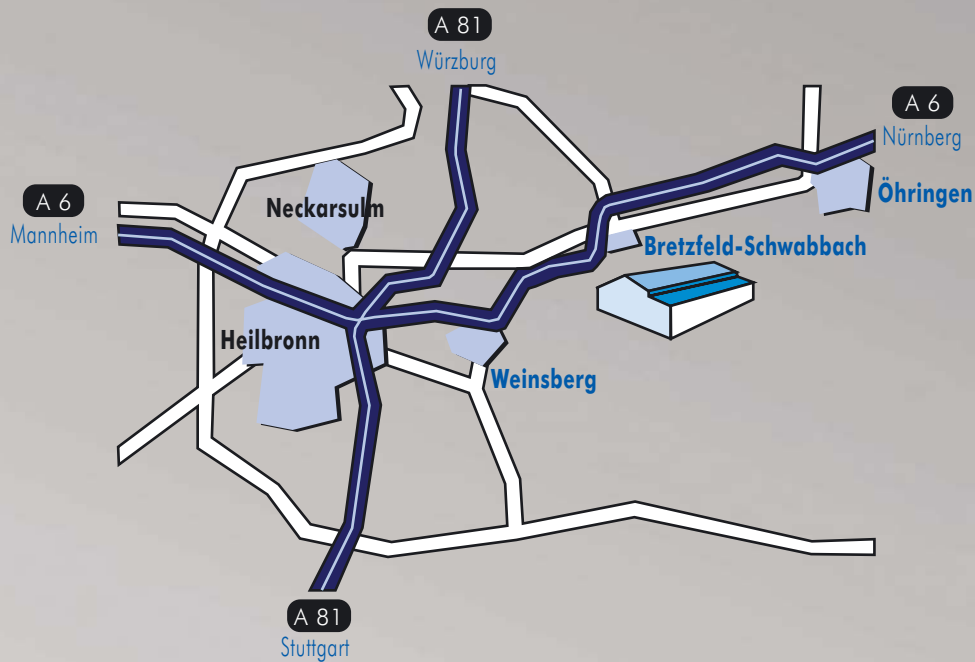 A 81
Würzburg
A 6
Nürnberg
Öhringen
A 6
Mannheim
Neckarsulm
Bretzfeld-Schwabbach
Heilbronn
Weinsberg
A 81
Stuttgart